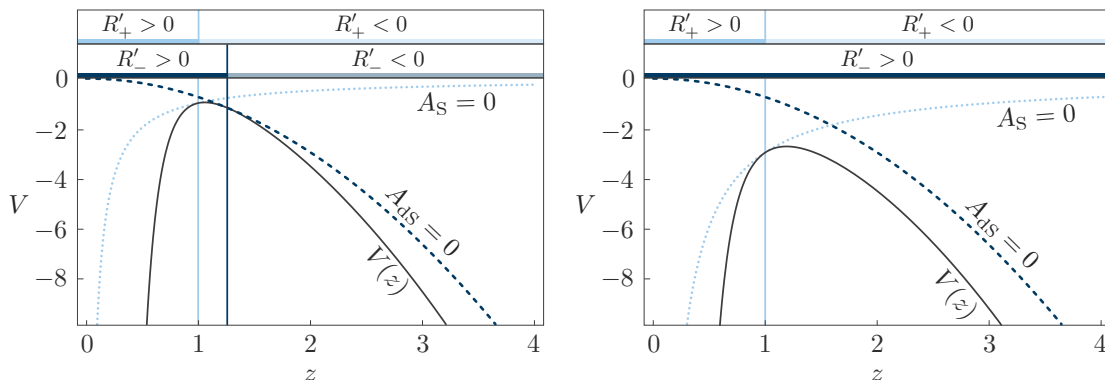 R′₊ > 0 R′₊ < 0
R′₋ > 0 R′₋ < 0
0
A_S = 0
−2
−4
V
A_dS = 0
−6
V(z)
−8
0 1 2 3 4
z
R′₊ > 0 R′₊ < 0
R′₋ > 0
0
A_S = 0
−2
−4
V
A_dS = 0
−6
V(z)
−8
0 1 2 3 4
z